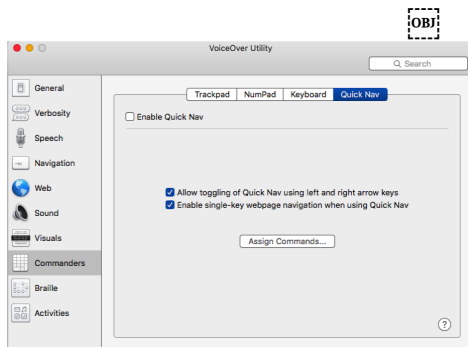 OBJ
VoiceOver Utility
Search
General
Verbosity
Speech
Navigation
Web
Sound
Visuals
Commanders
Braille
Activities
Trackpad NumPad Keyboard Quick Nav
Enable Quick Nav
Allow toggling of Quick Nav using left and right arrow keys
Enable single-key webpage navigation when using Quick Nav
Assign Commands...
?